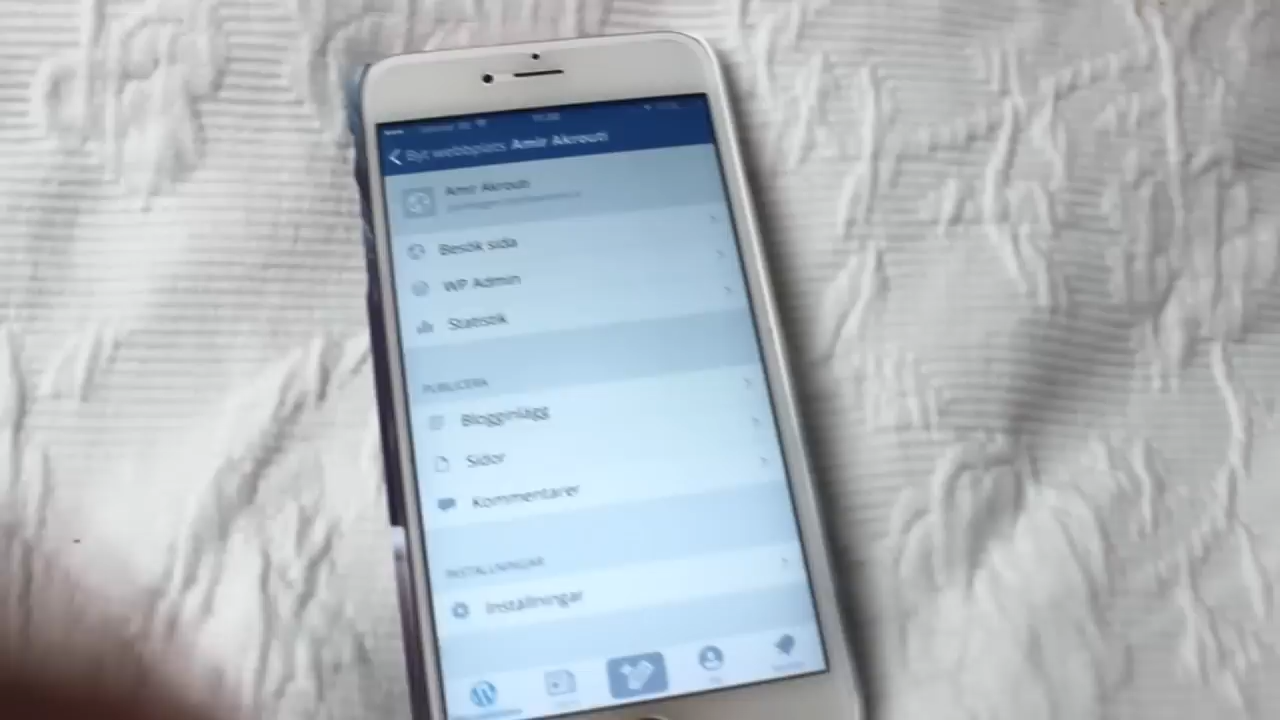 Byt webbplats Amir Akrouti
Amir Akrouti
Besök sida
WP Admin
Statistik
PUBLICERA
Blogginlägg
Sidor
Kommentarer
INSTÄLLNINGAR
Inställningar